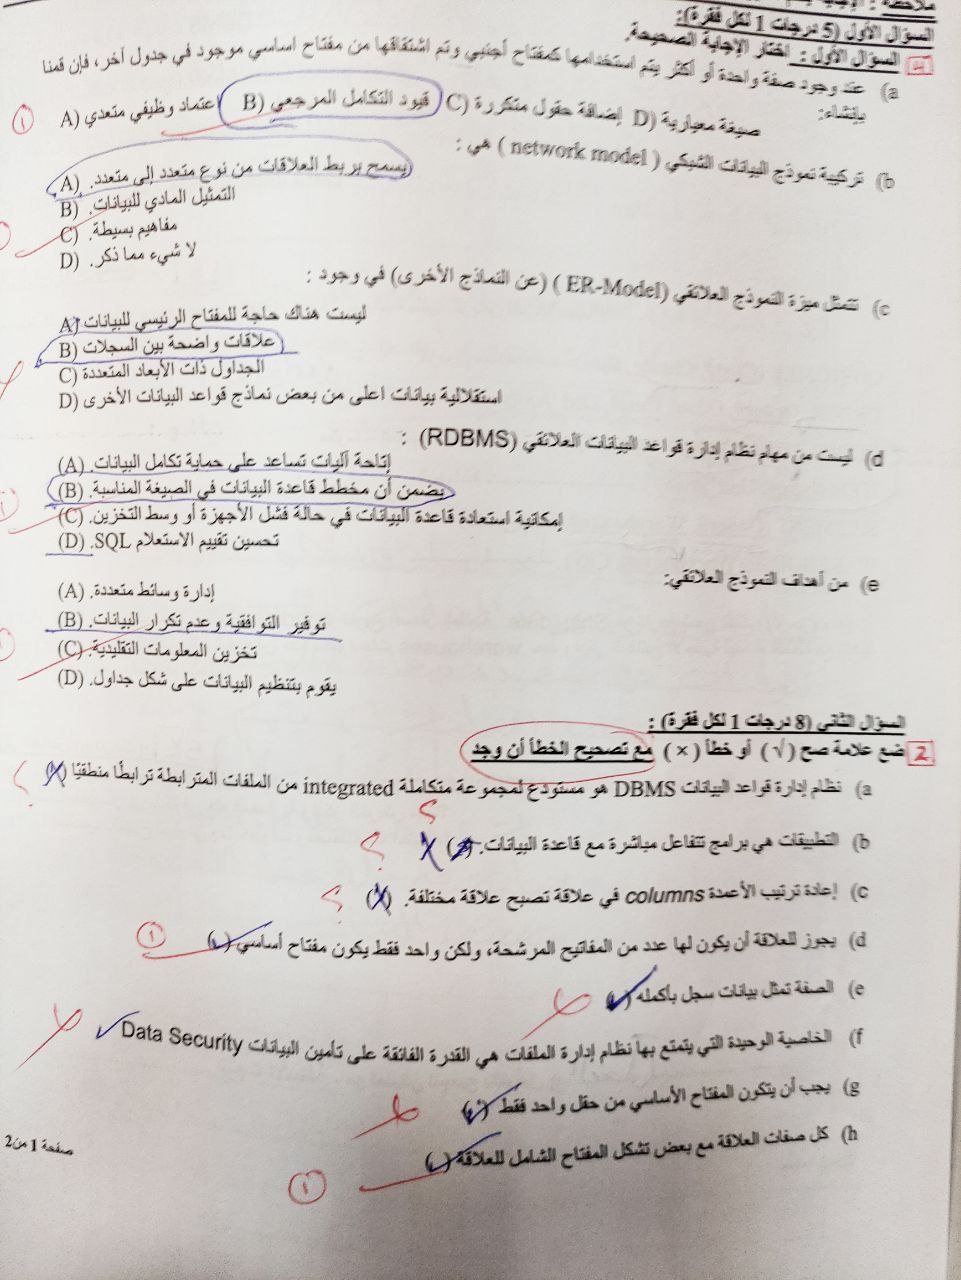 ملاحظة : الإجابة
السؤال الأول (5 درجات 1 لكل فقرة):
السؤال الأول : اختار الإجابة الصحيحة.
a) عند وجود صفة واحدة أو أكثر يتم استخدامها كمفتاح أجنبي وتم اشتقاقها من مفتاح اساسي موجود في جدول أخر، فإن قمنا
بإنشاء:
A) اعتماد وظيفي متعدي B) قيود التكامل المرجعي C) إضافة حقول متكررة D) صيغة معيارية
b) تركيبة نموذج البيانات الشبكي ( network model ) هي :
A) يسمح بربط العلاقات من نوع متعدد إلى متعدد.
B) التمثيل المادي للبيانات.
C) مفاهيم بسيطة.
D) لا شيء مما ذكر.
c) تتمثل ميزة النموذج العلائقي (ER-Model ) (عن النماذج الأخرى) في وجود :
A) ليست هناك حاجة للمفتاح الرئيسي للبيانات
B) علاقات واضحة بين السجلات
C) الجداول ذات الأبعاد المتعددة
D) استقلالية بيانات اعلى من بعض نماذج قواعد البيانات الأخرى
d) ليست من مهام نظام إدارة قواعد البيانات العلائقي (RDBMS) :
A) إتاحة آليات تساعد على حماية تكامل البيانات.
B) يضمن أن مخطط قاعدة البيانات في الصيغة المناسبة.
C) إمكانية استعادة قاعدة البيانات في حالة فشل الأجهزة أو وسط التخزين.
D) تحسين تقييم الاستعلام SQL.
e) من أهداف النموذج العلائقي:
A) إدارة وسائط متعددة.
B) توفير التوافقية وعدم تكرار البيانات.
C) تخزين المعلومات التقليدية.
D) يقوم بتنظيم البيانات على شكل جداول.
السؤال الثاني (8 درجات 1 لكل فقرة) :
2 ضع علامة صح (√) أو خطأ (×) مع تصحيح الخطأ أن وجد
a) نظام إدارة قواعد البيانات DBMS هو مستودع لمجموعة متكاملة integrated من الملفات المترابطة ترابطًا منطقيًا (X)
b) التطبيقات هي برامج تتفاعل مباشرة مع قاعدة البيانات. ( ) X
c) إعادة ترتيب الأعمدة columns في علاقة تصبح علاقة مختلفة. (X)
d) يجوز للعلاقة أن يكون لها عدد من المفاتيح المرشحة، ولكن واحد فقط يكون مفتاح أساسي (✓) ①
e) الصفة تمثل بيانات سجل بأكمله (✓)
f) الخاصية الوحيدة التي يتمتع بها نظام إدارة الملفات هي القدرة الفائقة على تأمين البيانات Data Security ✓
g) يجب أن يتكون المفتاح الأساسي من حقل واحد فقط (✓)
h) كل صفات العلاقة مع بعض تشكل المفتاح الشامل للعلاقة (✓) ①
صفحة 1 من 2